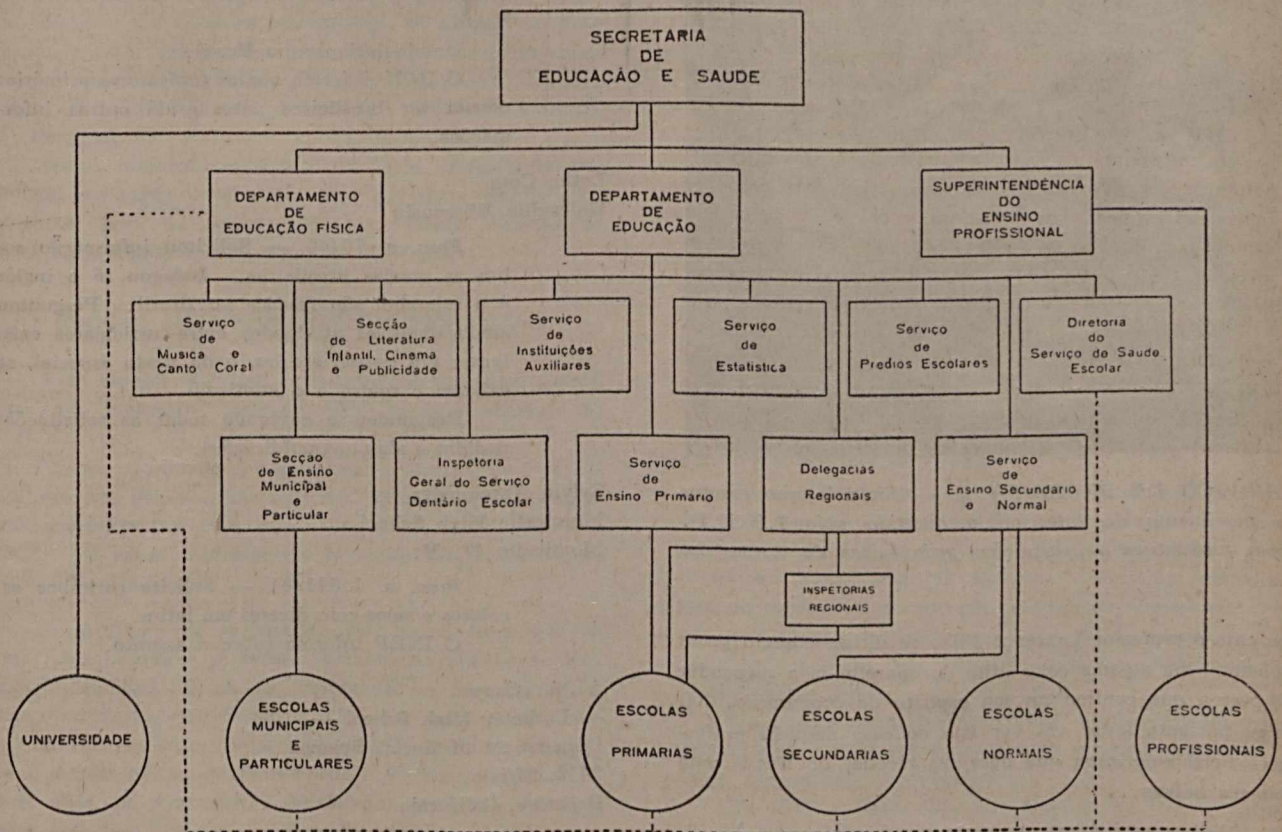 SECRETARIA
DE
EDUCAÇÃO E SAUDE
DEPARTAMENTO
DE
EDUCAÇÃO FÍSICA
DEPARTAMENTO
DE
EDUCAÇÃO
SUPERINTENDÊNCIA
DO
ENSINO
PROFISSIONAL
Serviço
de
Musica e
Canto Coral
Secção
de Literatura
Infantil, Cinema
e Publicidade
Serviço
de
Instituições
Auxiliares
Serviço
de
Estatística
Serviço
de
Predios Escolares
Diretoria
do
Serviço de Saude
Escolar
Secção
de Ensino
Municipal
e
Particular
Inspetoria
Geral do Serviço
Dentário Escolar
Serviço
de
Ensino Primario
Delegacias
Regionais
Serviço
de
Ensino Secundario
e Normal
INSPETORIAS
REGIONAIS
UNIVERSIDADE
ESCOLAS
MUNICIPAIS
E
PARTICULARES
ESCOLAS
PRIMARIAS
ESCOLAS
SECUNDARIAS
ESCOLAS
NORMAIS
ESCOLAS
PROFISSIONAIS